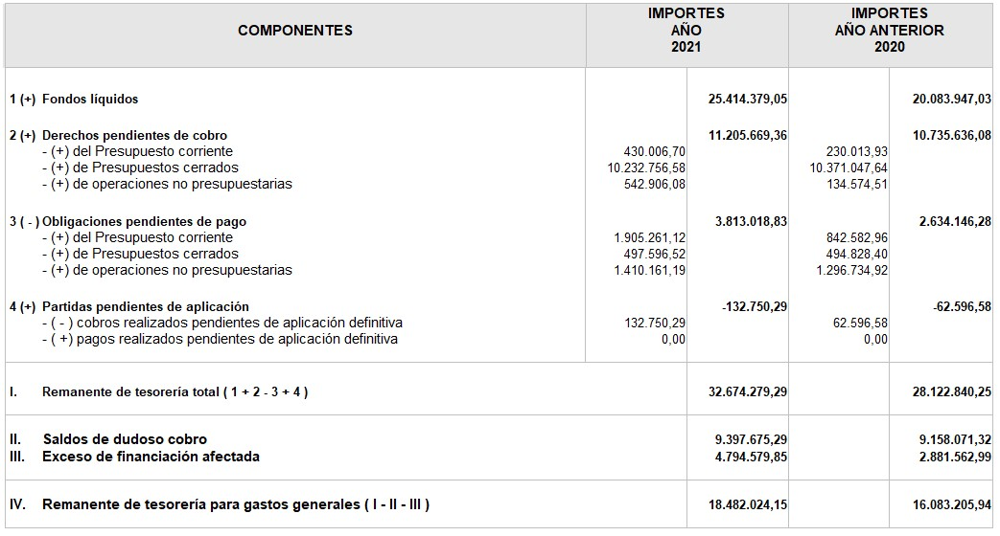 COMPONENTES IMPORTES AÑO 2021 IMPORTES AÑO ANTERIOR 2020
1 (+) Fondos líquidos 25.414.379,05 20.083.947,03
2 (+) Derechos pendientes de cobro 11.205.669,36 10.735.636,08
- (+) del Presupuesto corriente 430.006,70 230.013,93
- (+) de Presupuestos cerrados 10.232.756,58 10.371.047,64
- (+) de operaciones no presupuestarias 542.906,08 134.574,51
3 ( - ) Obligaciones pendientes de pago 3.813.018,83 2.634.146,28
- (+) del Presupuesto corriente 1.905.261,12 842.582,96
- (+) de Presupuestos cerrados 497.596,52 494.828,40
- (+) de operaciones no presupuestarias 1.410.161,19 1.296.734,92
4 (+) Partidas pendientes de aplicación -132.750,29 -62.596,58
- ( - ) cobros realizados pendientes de aplicación definitiva 132.750,29 62.596,58
- ( +) pagos realizados pendientes de aplicación definitiva 0,00 0,00
I. Remanente de tesorería total ( 1 + 2 - 3 + 4 ) 32.674.279,29 28.122.840,25
II. Saldos de dudoso cobro 9.397.675,29 9.158.071,32
III. Exceso de financiación afectada 4.794.579,85 2.881.562,99
IV. Remanente de tesorería para gastos generales ( I - II - III ) 18.482.024,15 16.083.205,94